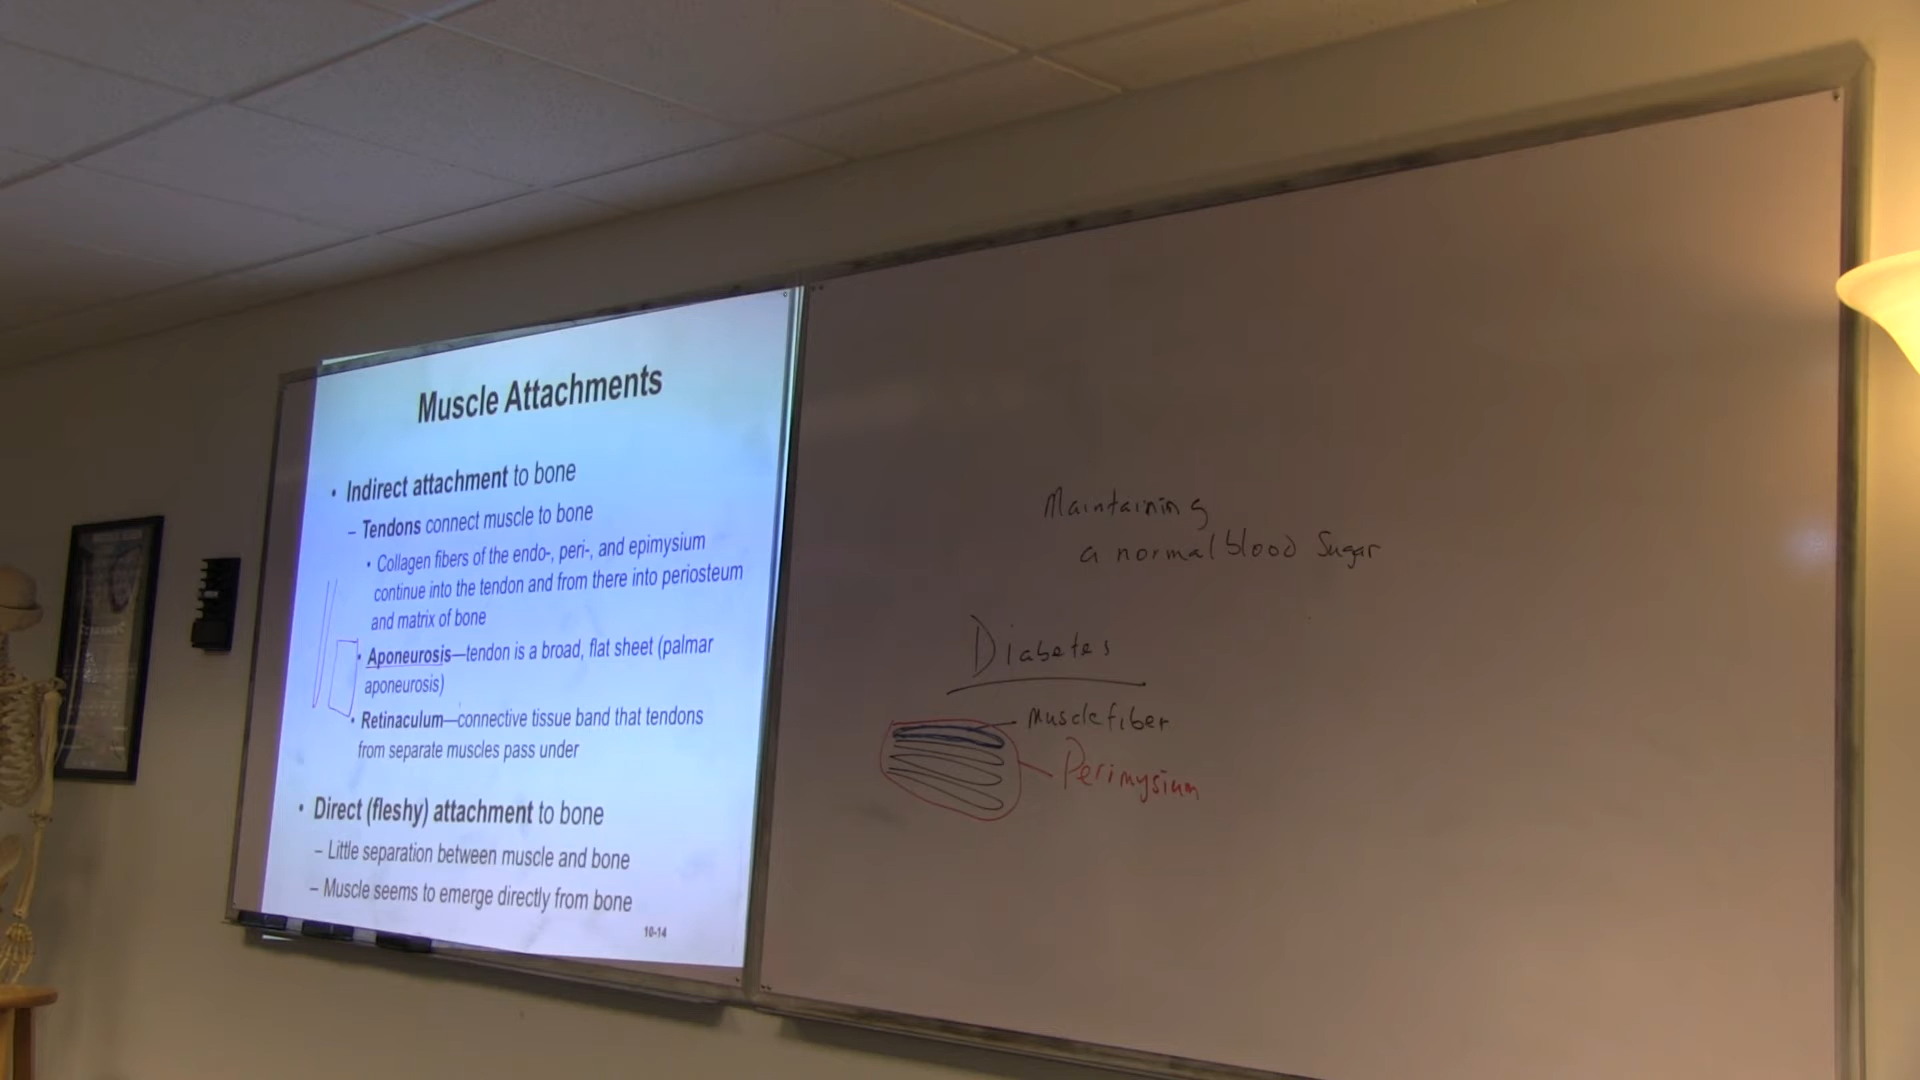 Muscle Attachments
• Indirect attachment to bone
– Tendons connect muscle to bone
• Collagen fibers of the endo-, peri-, and epimysium
continue into the tendon and from there into periosteum
and matrix of bone
• Aponeurosis—tendon is a broad, flat sheet (palmar
aponeurosis)
• Retinaculum—connective tissue band that tendons
from separate muscles pass under
• Direct (fleshy) attachment to bone
– Little separation between muscle and bone
– Muscle seems to emerge directly from bone
10-14
Maintaining
a normal blood Sugar
Diabetes
muscle fiber
Perimysium